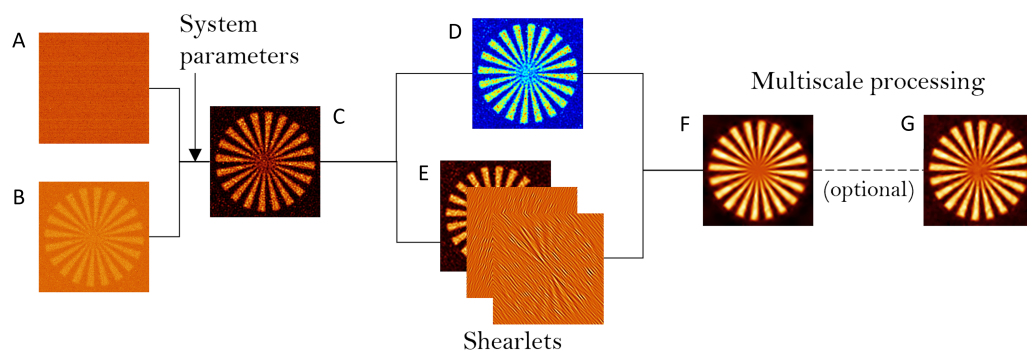 A
System
parameters
B
C
D
E
Shearlets
Multiscale processing
F
G
(optional)